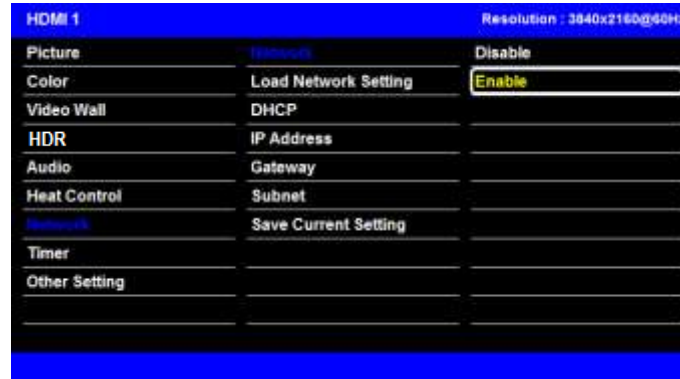 HDMI 1
Resolution : 3840x2160@60Hz
Picture
Color
Video Wall
HDR
Audio
Heat Control
Network
Timer
Other Setting
Network
Load Network Setting
DHCP
IP Address
Gateway
Subnet
Save Current Setting
Disable
Enable